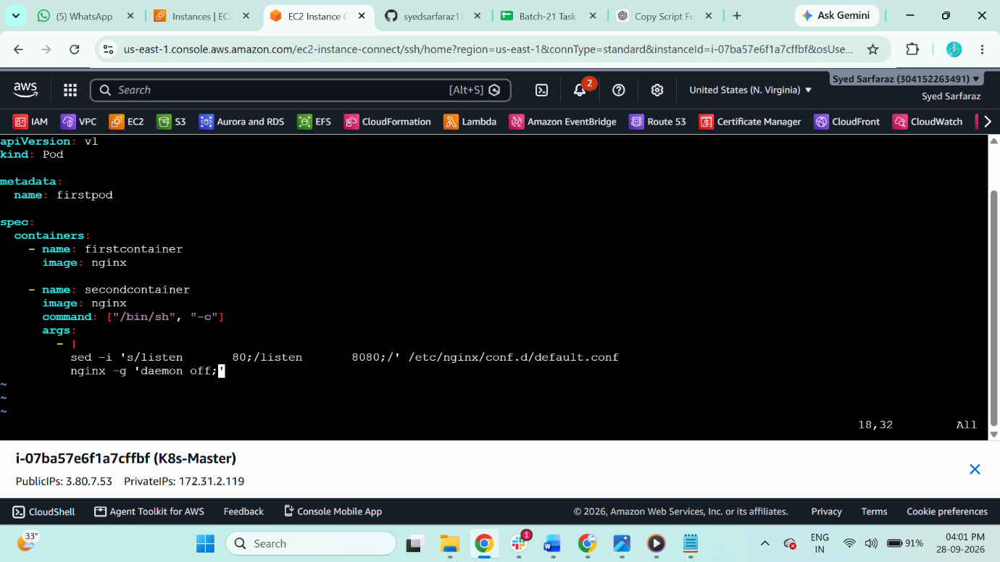 (5) WhatsApp
Instances | EC2
EC2 Instance C
syedsarfaraz17
Batch-21 Task
Copy Script Fro
Ask Gemini
us-east-1.console.aws.amazon.com/ec2-instance-connect/ssh/home?region=us-east-1&connType=standard&instanceId=i-07ba57e6f1a7cffbf&osUse...
aws
Search
[Alt+S]
2
United States (N. Virginia)
Syed Sarfaraz (304152263491)
Syed Sarfaraz
IAM
VPC
EC2
S3
Aurora and RDS
EFS
CloudFormation
Lambda
Amazon EventBridge
Route 53
Certificate Manager
CloudFront
CloudWatch
apiVersion: v1
kind: Pod
metadata:
  name: firstpod
spec:
  containers:
    - name: firstcontainer
      image: nginx
    - name: secondcontainer
      image: nginx
      command: ["/bin/sh", "-c"]
      args:
        - |
          sed -i 's/listen       80;/listen       8080;/' /etc/nginx/conf.d/default.conf
          nginx -g 'daemon off;'
~
~
~
18,32 All
i-07ba57e6f1a7cffbf (K8s-Master)
PublicIPs: 3.80.7.53 PrivateIPs: 172.31.2.119
CloudShell
Agent Toolkit for AWS
Feedback
Console Mobile App
© 2026, Amazon Web Services, Inc. or its affiliates.
Privacy
Terms
Cookie preferences
33°
Search
1
ENG
IN
91%
04:01 PM
28-09-2026